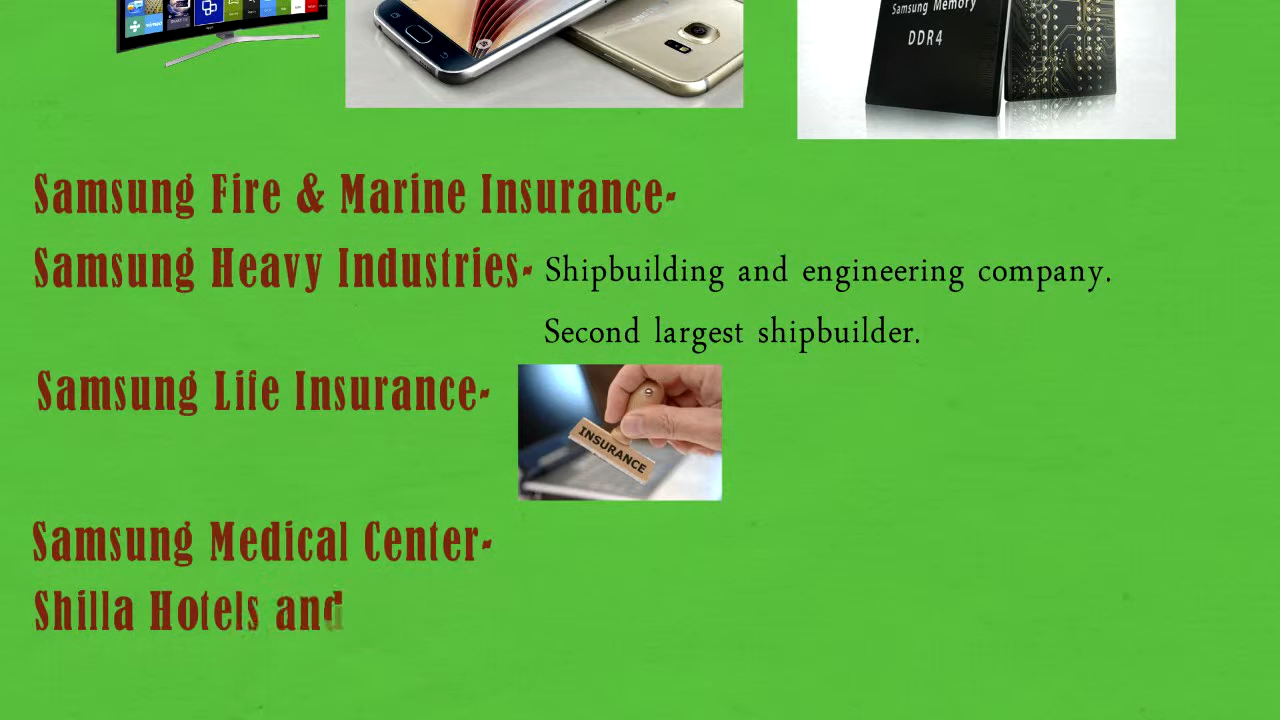 Samsung Memory
DDR4
Samsung Fire & Marine Insurance-
Samsung Heavy Industries- Shipbuilding and engineering company.
Second largest shipbuilder.
Samsung Life Insurance-
INSURANCE
Samsung Medical Center-
Shilla Hotels and